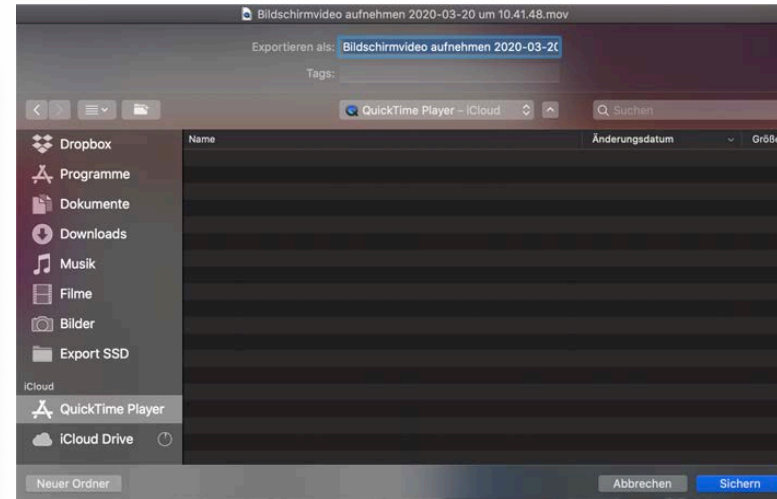 Bildschirmvideo aufnehmen 2020-03-20 um 10.41.48.mov
Exportieren als: Bildschirmvideo aufnehmen 2020-03-2(
Tags:
QuickTime Player – iCloud
Suchen
Name Änderungsdatum Größe
Dropbox
Programme
Dokumente
Downloads
Musik
Filme
Bilder
Export SSD
iCloud
QuickTime Player
iCloud Drive
Neuer Ordner Abbrechen Sichern